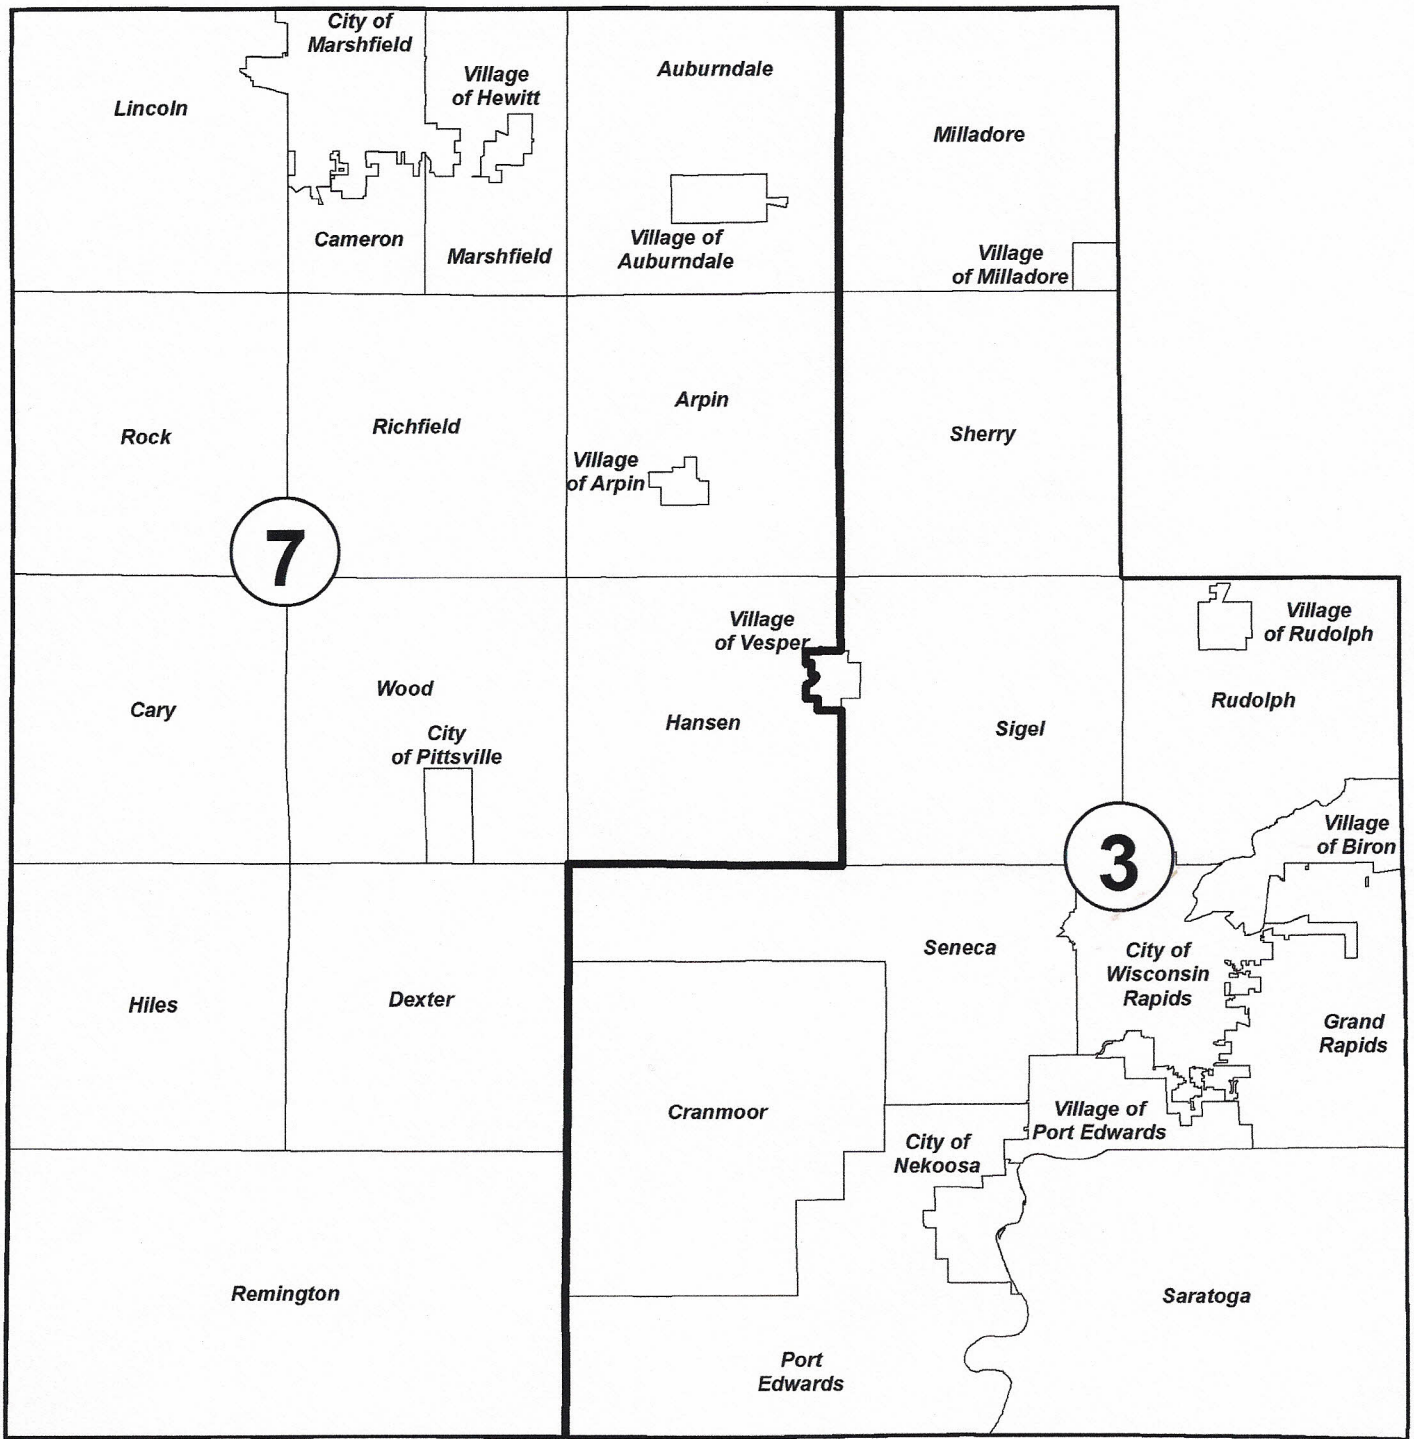 City of
Marshfield
Village
of Hewitt
Auburndale
Lincoln
Milladore
Cameron
Marshfield
Village of
Auburndale
Village
of Milladore
Rock
Richfield
Arpin
Village
of Arpin
Sherry
7
Village
of Vesper
Village
of Rudolph
Cary
Wood
City
of Pittsville
Hansen
Sigel
Rudolph
Village
of Biron
3
Hiles
Dexter
Seneca
City of
Wisconsin
Rapids
Grand
Rapids
Cranmoor
City of
Nekoosa
Village of
Port Edwards
Remington
Saratoga
Port
Edwards